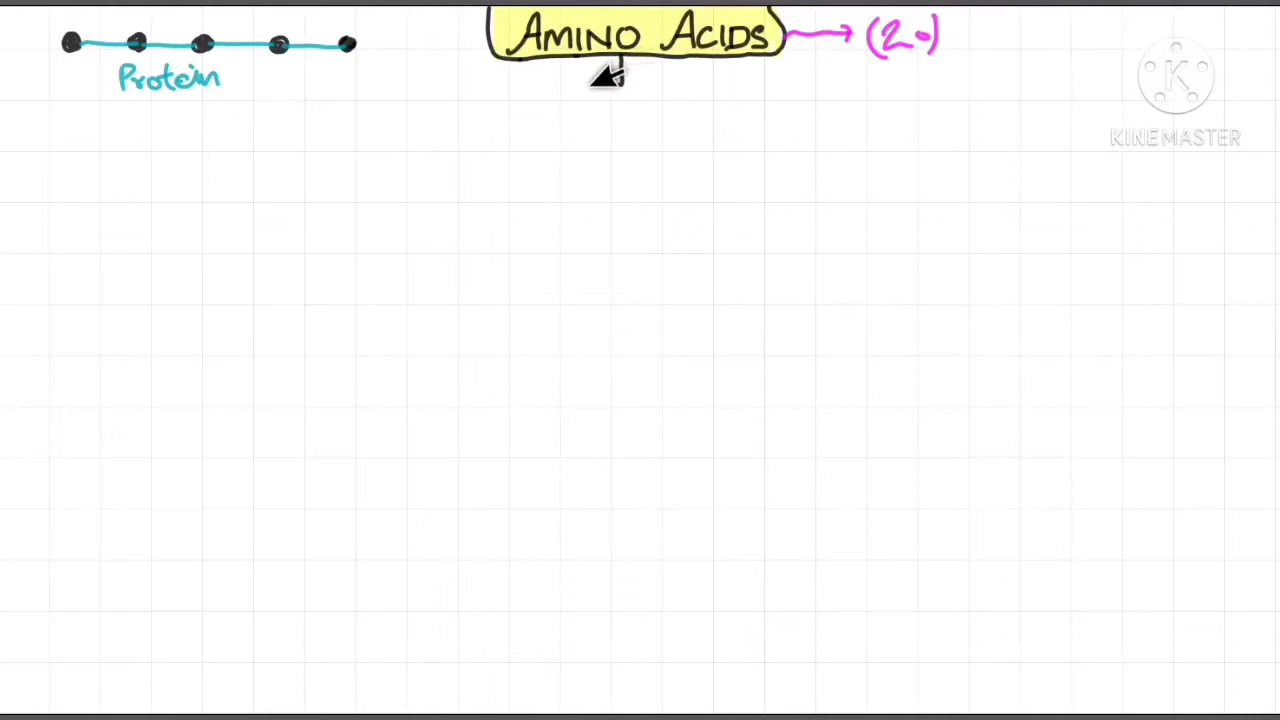 AMINO ACIDS → (20)
Protein
K
KINEMASTER